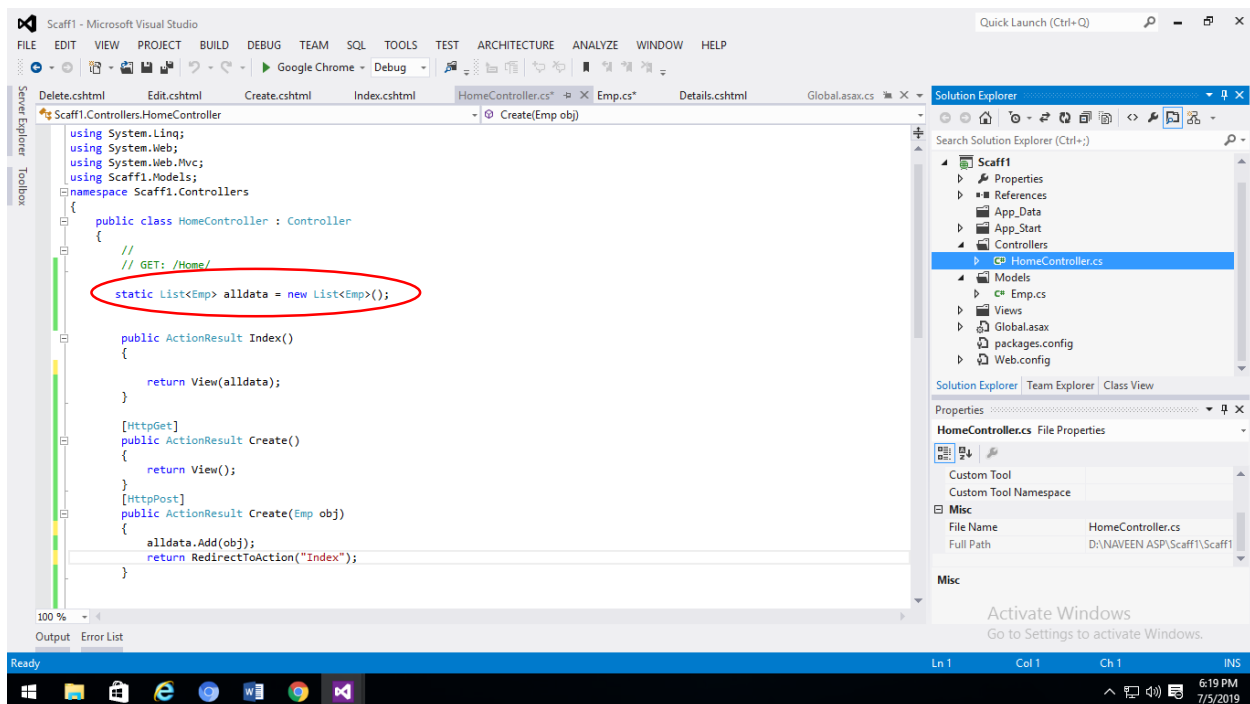 Scaff1 - Microsoft Visual Studio
Quick Launch (Ctrl+Q)
FILE EDIT VIEW PROJECT BUILD DEBUG TEAM SQL TOOLS TEST ARCHITECTURE ANALYZE WINDOW HELP
Google Chrome Debug
Server Explorer
Toolbox
Delete.cshtml Edit.cshtml Create.cshtml Index.cshtml HomeController.cs* Emp.cs* Details.cshtml Global.asax.cs
Scaff1.Controllers.HomeController
Create(Emp obj)
using System.Linq;
using System.Web;
using System.Web.Mvc;
using Scaff1.Models;
namespace Scaff1.Controllers
{
public class HomeController : Controller
{
//
// GET: /Home/
static List<Emp> alldata = new List<Emp>();
public ActionResult Index()
{
return View(alldata);
}
[HttpGet]
public ActionResult Create()
{
return View();
}
[HttpPost]
public ActionResult Create(Emp obj)
{
alldata.Add(obj);
return RedirectToAction("Index");
}
100 %
Output Error List
Solution Explorer
Search Solution Explorer (Ctrl+;)
Scaff1
Properties
References
App_Data
App_Start
Controllers
C# HomeController.cs
Models
C# Emp.cs
Views
Global.asax
packages.config
Web.config
Solution Explorer Team Explorer Class View
Properties
HomeController.cs File Properties
Custom Tool
Custom Tool Namespace
Misc
File Name HomeController.cs
Full Path D:\NAVEEN ASP\Scaff1\Scaff1
Misc
Activate Windows
Go to Settings to activate Windows.
Ready Ln 1 Col 1 Ch 1 INS
6:19 PM
7/5/2019